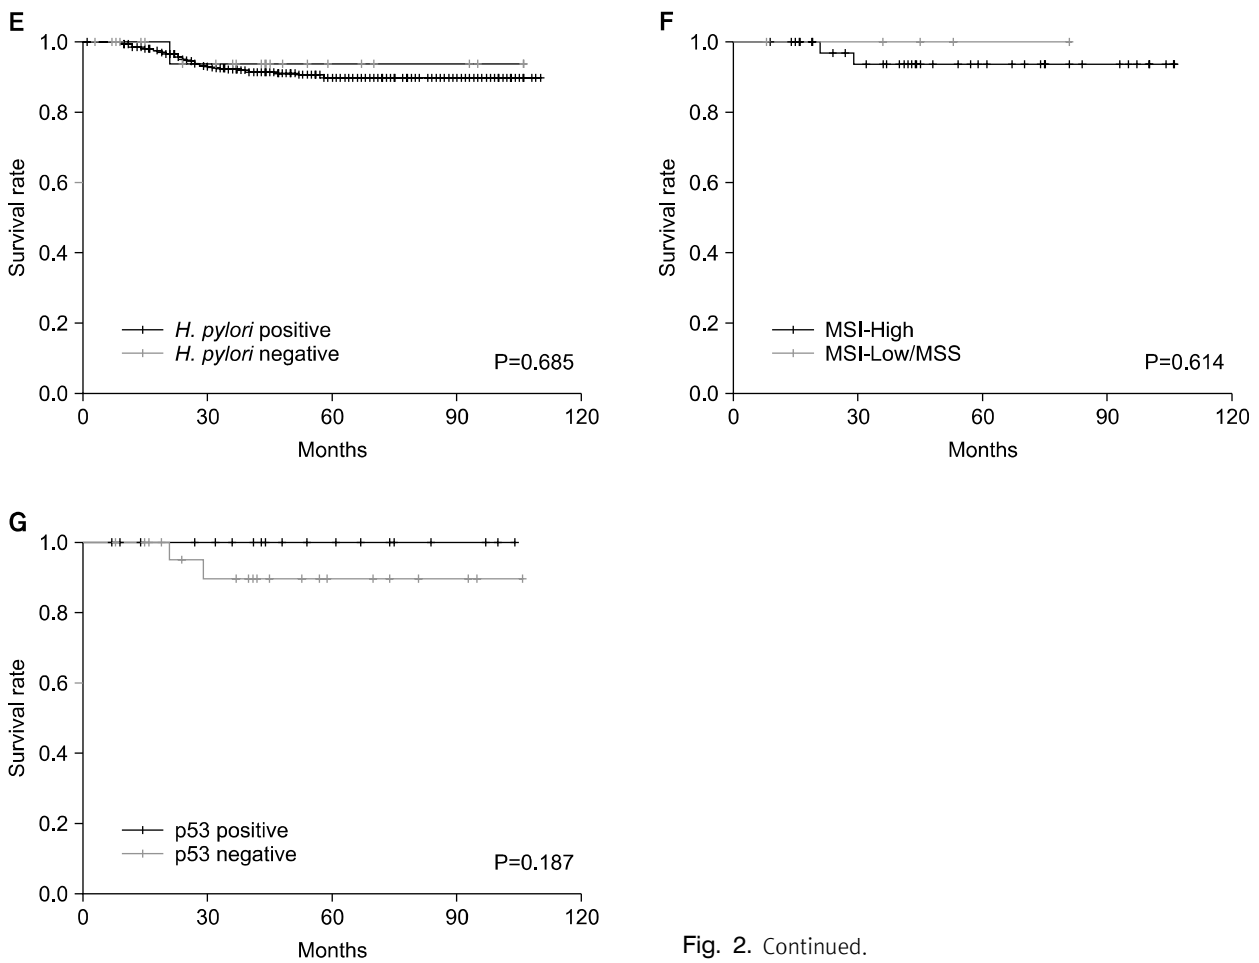 E
1.0
0.8
0.6
0.4
0.2
0.0
Survival rate
H. pylori positive
H. pylori negative
P=0.685
0 30 60 90 120
Months
F
1.0
0.8
0.6
0.4
0.2
0.0
Survival rate
MSI-High
MSI-Low/MSS
P=0.614
0 30 60 90 120
Months
G
1.0
0.8
0.6
0.4
0.2
0.0
Survival rate
p53 positive
p53 negative
P=0.187
0 30 60 90 120
Months
Fig. 2. Continued.